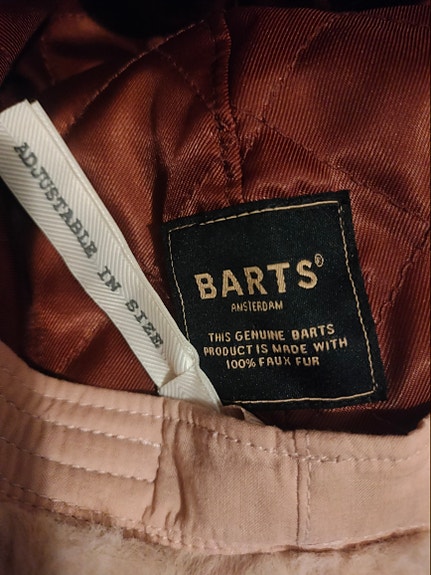 ADJUSTABLE IN SIZE
BARTS®
AMSTERDAM
THIS GENUINE BARTS
PRODUCT IS MADE WITH
100% FAUX FUR